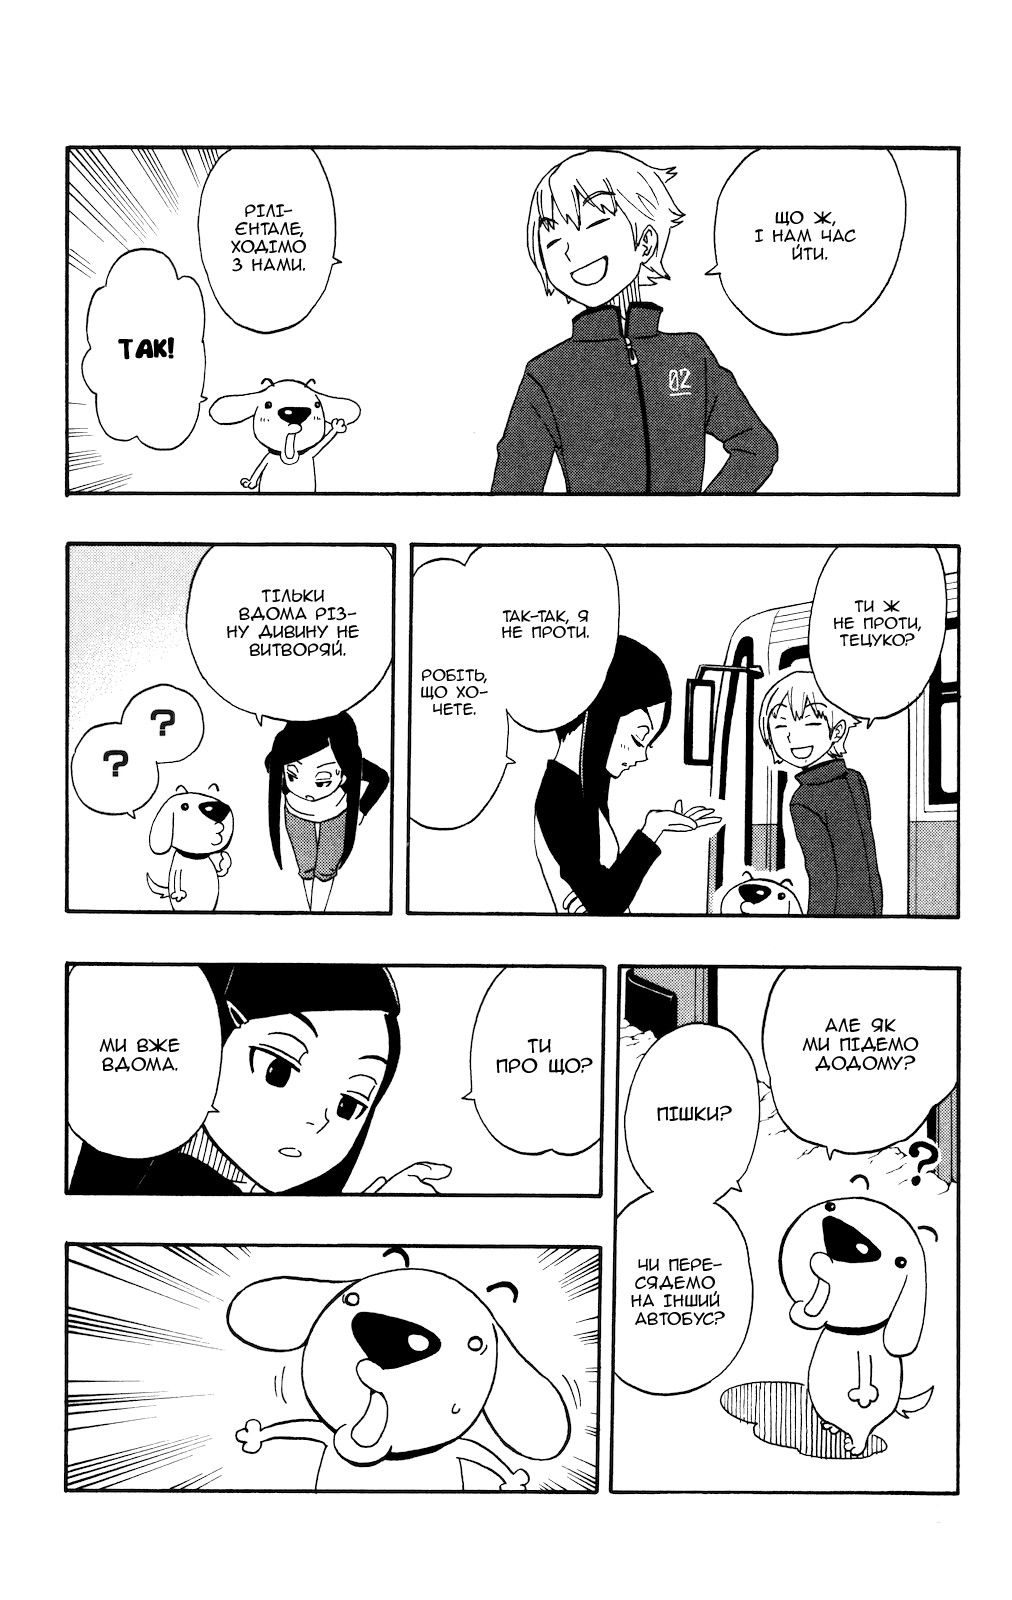 ЩО Ж,
І НАМ ЧАС
ЙТИ.
02
РІЛІ-
ЄНТАЛЕ,
ХОДІМО
З НАМИ.
ТАК!
ТИ Ж
НЕ ПРОТИ,
ТЕЦУКО?
ТАК-ТАК, Я
НЕ ПРОТИ.
РОБІТЬ,
ЩО ХО-
ЧЕТЕ.
ТІЛЬКИ
ВДОМА РІЗ-
НУ ДИВИНУ НЕ
ВИТВОРЯЙ.
?
?
АЛЕ ЯК
МИ ПІДЕМО
ДОДОМУ?
?
ПІШКИ?
ЧИ ПЕРЕ-
СЯДЕМО
НА ІНШИЙ
АВТОБУС?
ТИ
ПРО ЩО?
МИ ВЖЕ
ВДОМА.